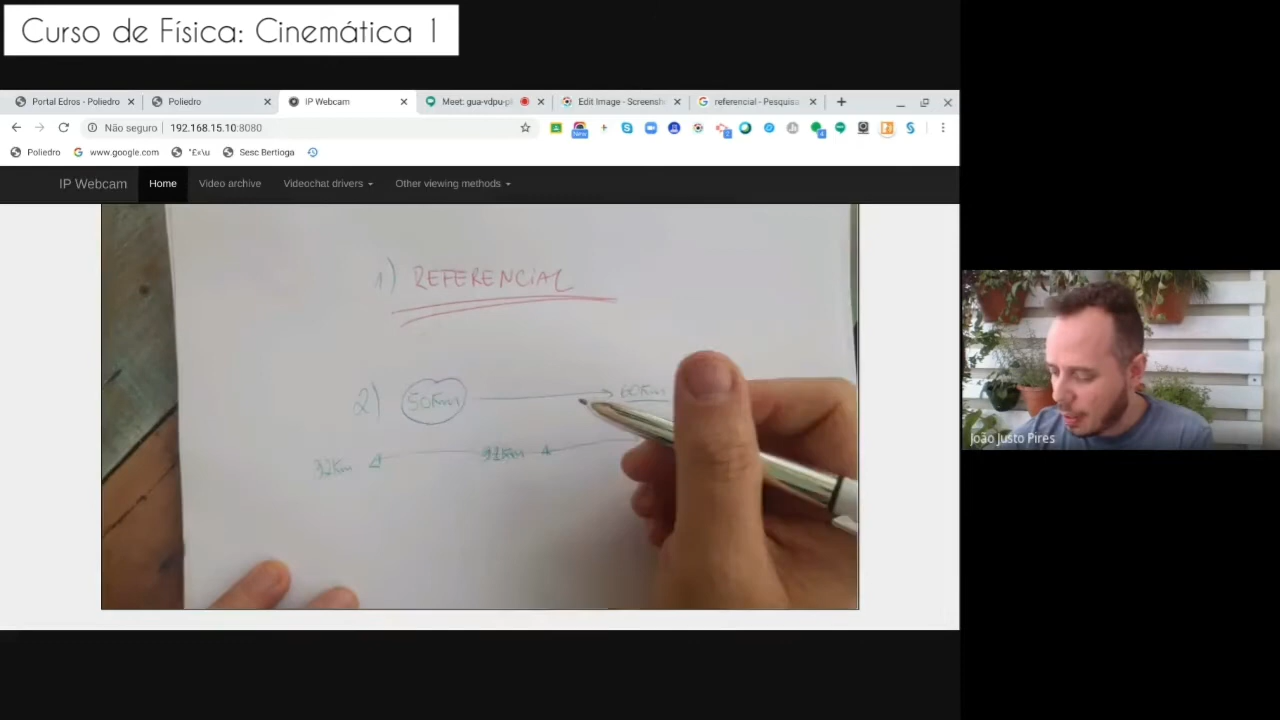 Curso de Física: Cinemática 1
Portal Edros - Poliedro
Poliedro
IP Webcam
Meet: gua-vdpu-p
Edit Image - Screensh
referencial - Pesquisa
Não seguro
192.168.15.10:8080
New
Poliedro
www.google.com
"£«\u
Sesc Bertioga
IP Webcam
Home
Video archive
Videochat drivers
Other viewing methods
1) REFERENCIAL
2) 50Km
60Km
32Km
João Justo Pires